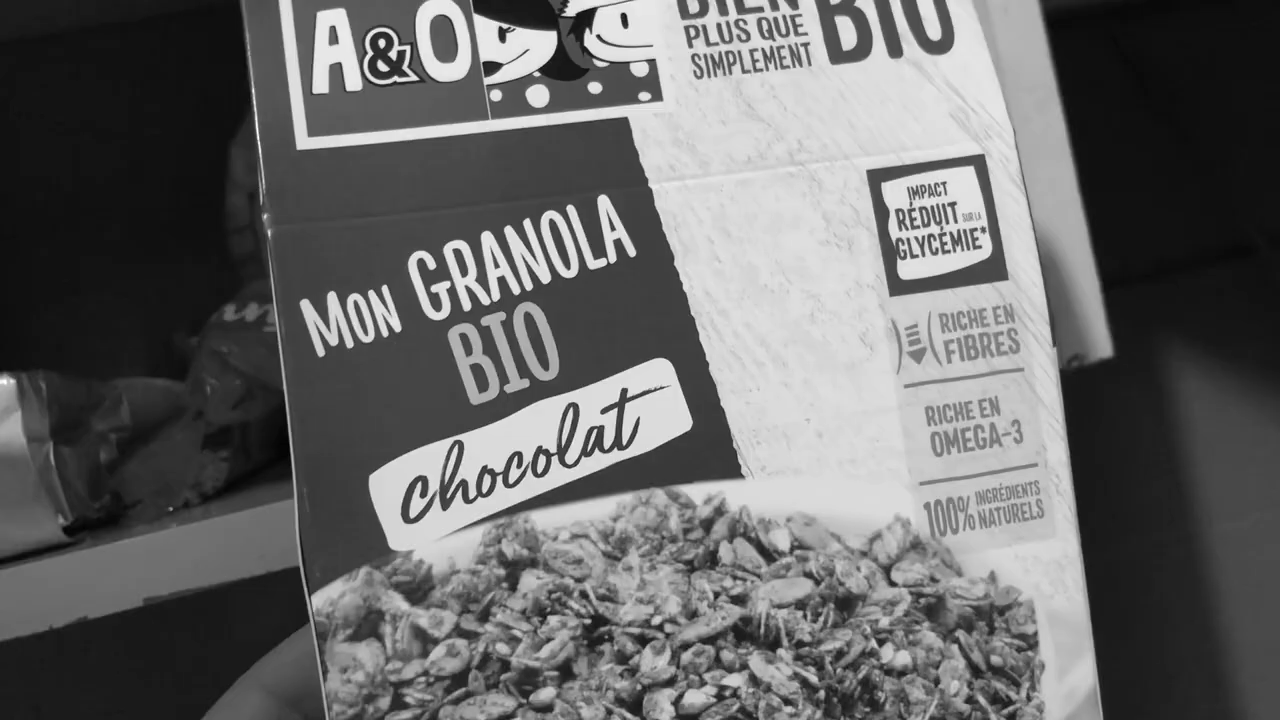 A&O
BIEN
PLUS QUE
SIMPLEMENT
BIO
MON GRANOLA
BIO
chocolat
IMPACT
RÉDUIT SUR LA
GLYCÉMIE*
RICHE EN
FIBRES
RICHE EN
OMEGA-3
100% INGRÉDIENTS
NATURELS